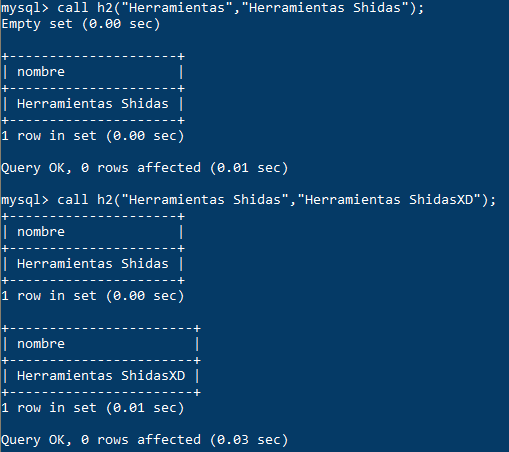 mysql> call h2("Herramientas","Herramientas Shidas");
Empty set (0.00 sec)

+---------------------+
| nombre              |
+---------------------+
| Herramientas Shidas |
+---------------------+
1 row in set (0.00 sec)

Query OK, 0 rows affected (0.01 sec)

mysql> call h2("Herramientas Shidas","Herramientas ShidasXD");
+---------------------+
| nombre              |
+---------------------+
| Herramientas Shidas |
+---------------------+
1 row in set (0.00 sec)

+-----------------------+
| nombre                |
+-----------------------+
| Herramientas ShidasXD |
+-----------------------+
1 row in set (0.01 sec)

Query OK, 0 rows affected (0.03 sec)